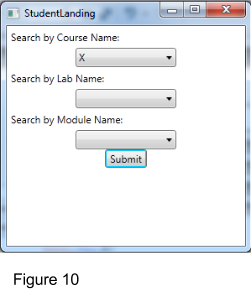 StudentLanding
Search by Course Name:
X
Search by Lab Name:
Search by Module Name:
Submit
Figure 10